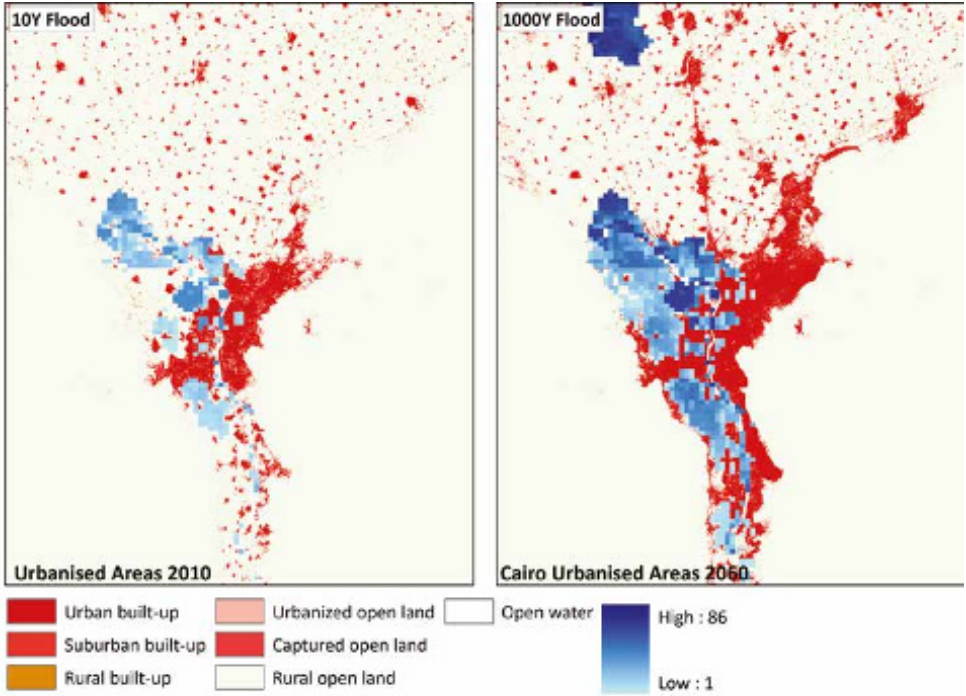 10Y Flood
1000Y Flood
Urbanised Areas 2010
Cairo Urbanised Areas 2060
Urban built-up
Urbanized open land
Open water
High : 86
Suburban built-up
Captured open land
Rural built-up
Rural open land
Low : 1